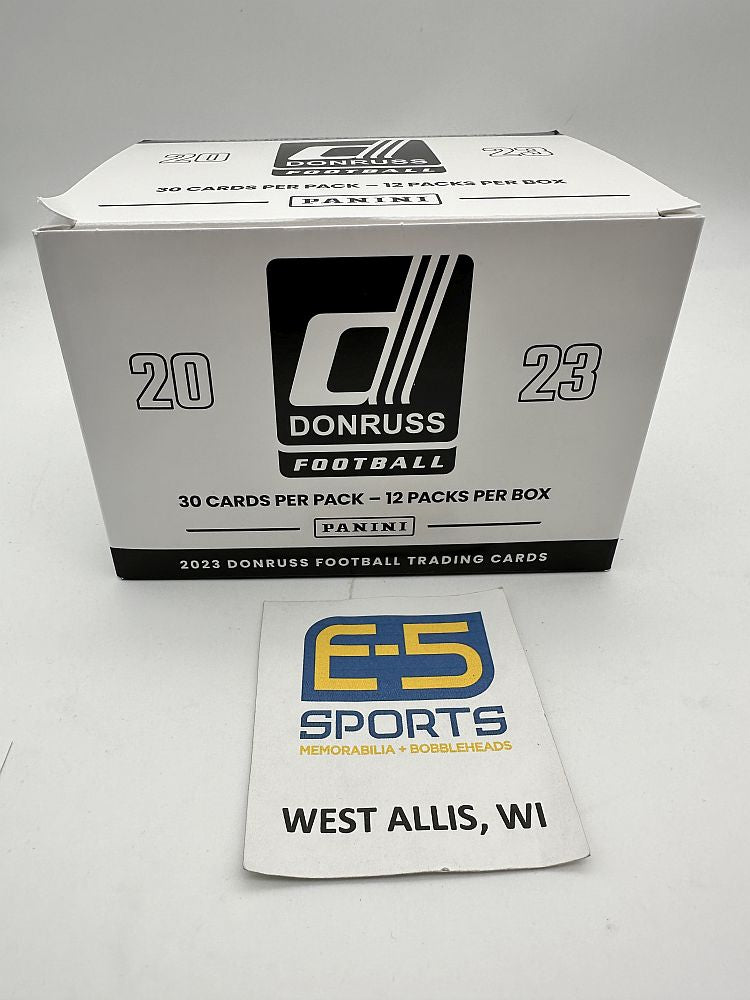 20 23
DONRUSS
FOOTBALL
30 CARDS PER PACK – 12 PACKS PER BOX
PANINI
d
20 23
DONRUSS
FOOTBALL
30 CARDS PER PACK – 12 PACKS PER BOX
PANINI
2023 DONRUSS FOOTBALL TRADING CARDS
E-5
SPORTS
MEMORABILIA + BOBBLEHEADS
WEST ALLIS, WI